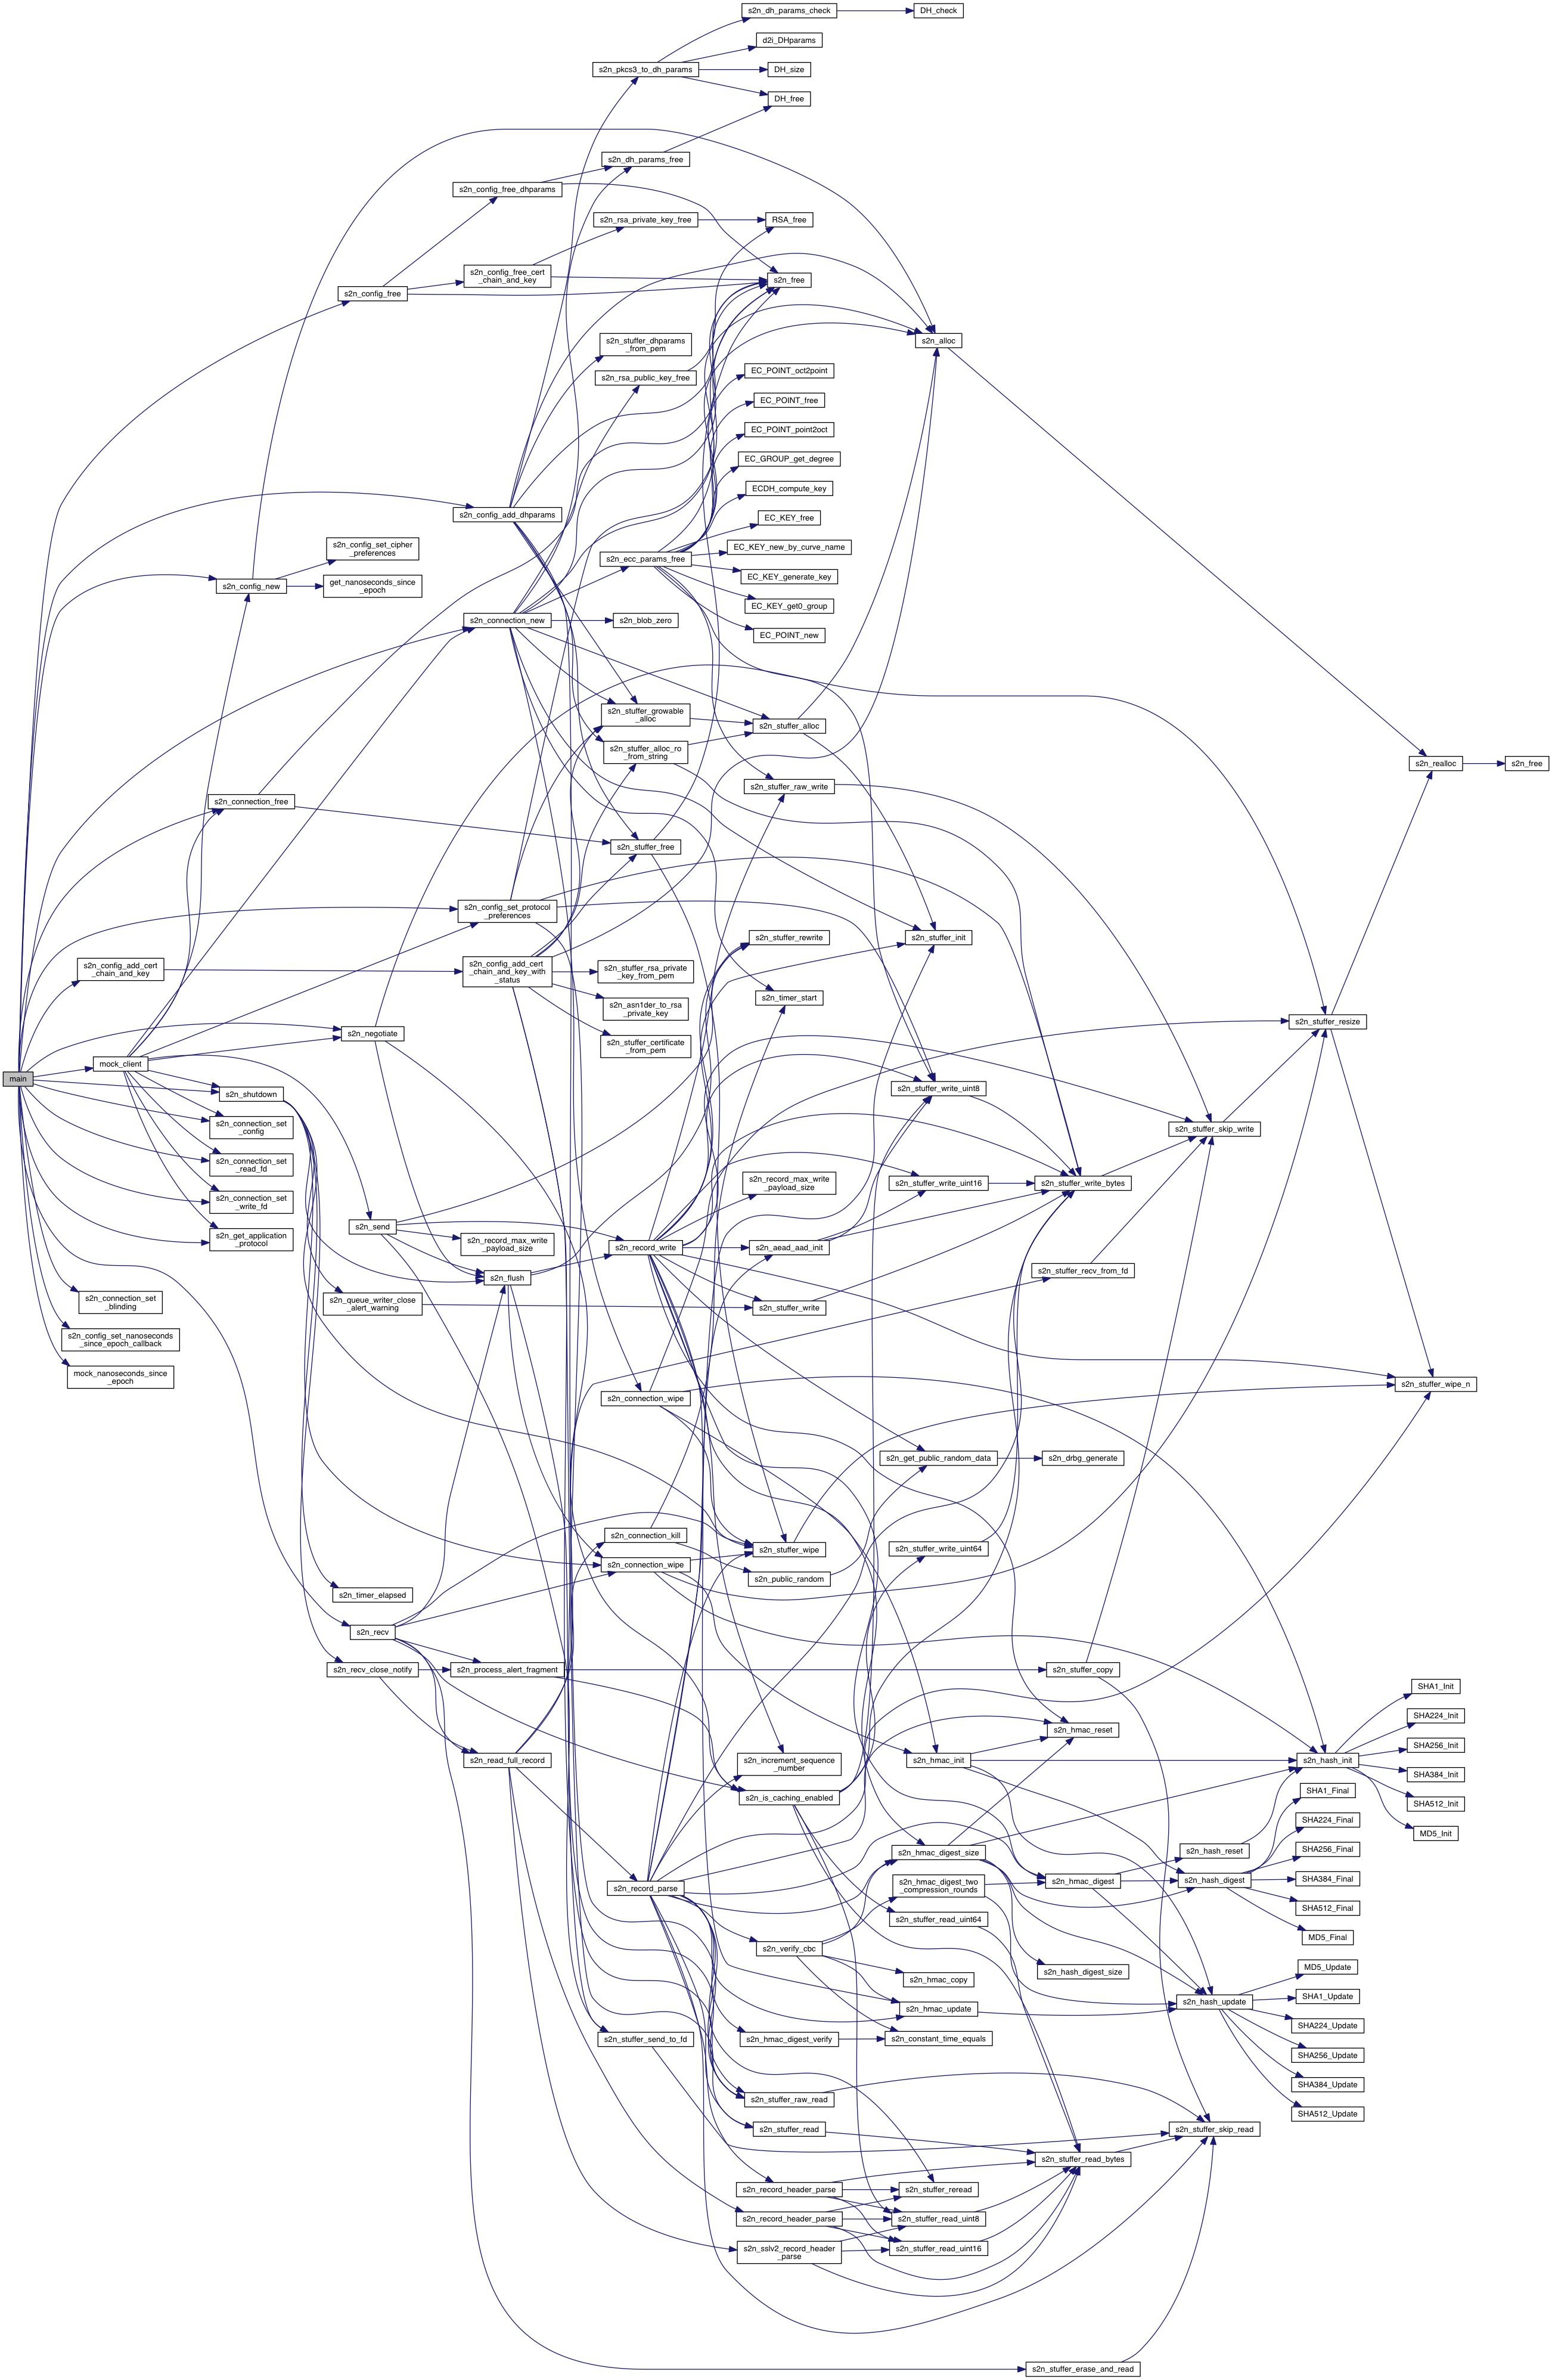 s2n_dh_params_check
DH_check
d2i_DHparams
s2n_pkcs3_to_dh_params
DH_size
DH_free
s2n_dh_params_free
s2n_config_free_dhparams
s2n_rsa_private_key_free
RSA_free
s2n_config_free_cert
_chain_and_key
s2n_free
s2n_config_free
s2n_stuffer_dhparams
_from_pem
s2n_alloc
s2n_rsa_public_key_free
EC_POINT_oct2point
EC_POINT_free
EC_POINT_point2oct
EC_GROUP_get_degree
ECDH_compute_key
s2n_config_add_dhparams
EC_KEY_free
s2n_config_set_cipher
_preferences
EC_KEY_new_by_curve_name
s2n_ecc_params_free
EC_KEY_generate_key
s2n_config_new
get_nanoseconds_since
_epoch
EC_KEY_get0_group
s2n_connection_new
s2n_blob_zero
EC_POINT_new
s2n_stuffer_growable
_alloc
s2n_stuffer_alloc
s2n_stuffer_alloc_ro
_from_string
s2n_realloc
s2n_free
s2n_stuffer_raw_write
s2n_connection_free
s2n_stuffer_free
s2n_config_set_protocol
_preferences
s2n_stuffer_rewrite
s2n_stuffer_init
s2n_config_add_cert
_chain_and_key
s2n_config_add_cert
_chain_and_key_with
_status
s2n_stuffer_rsa_private
_key_from_pem
s2n_timer_start
s2n_asn1der_to_rsa
_private_key
s2n_stuffer_resize
s2n_negotiate
s2n_stuffer_certificate
_from_pem
mock_client
main
s2n_shutdown
s2n_stuffer_write_uint8
s2n_connection_set
_config
s2n_stuffer_skip_write
s2n_connection_set
_read_fd
s2n_record_max_write
_payload_size
s2n_stuffer_write_uint16
s2n_stuffer_write_bytes
s2n_connection_set
_write_fd
s2n_send
s2n_get_application
_protocol
s2n_record_max_write
_payload_size
s2n_record_write
s2n_aead_aad_init
s2n_stuffer_recv_from_fd
s2n_flush
s2n_connection_set
_blinding
s2n_queue_writer_close
_alert_warning
s2n_stuffer_write
s2n_config_set_nanoseconds
_since_epoch_callback
mock_nanoseconds_since
_epoch
s2n_stuffer_wipe_n
s2n_connection_wipe
s2n_get_public_random_data
s2n_drbg_generate
s2n_connection_kill
s2n_stuffer_wipe
s2n_stuffer_write_uint64
s2n_connection_wipe
s2n_public_random
s2n_timer_elapsed
s2n_recv
s2n_recv_close_notify
s2n_process_alert_fragment
s2n_stuffer_copy
SHA1_Init
SHA224_Init
s2n_hmac_reset
SHA256_Init
s2n_read_full_record
s2n_increment_sequence
_number
s2n_hmac_init
s2n_hash_init
SHA384_Init
s2n_is_caching_enabled
SHA1_Final
SHA512_Init
SHA224_Final
MD5_Init
s2n_hmac_digest_size
s2n_hash_reset
SHA256_Final
s2n_record_parse
s2n_hmac_digest_two
_compression_rounds
s2n_hmac_digest
s2n_hash_digest
SHA384_Final
SHA512_Final
s2n_stuffer_read_uint64
MD5_Final
s2n_verify_cbc
s2n_hmac_copy
s2n_hash_digest_size
MD5_Update
s2n_hmac_update
s2n_hash_update
SHA1_Update
SHA224_Update
s2n_stuffer_send_to_fd
s2n_hmac_digest_verify
s2n_constant_time_equals
SHA256_Update
SHA384_Update
s2n_stuffer_raw_read
SHA512_Update
s2n_stuffer_read
s2n_stuffer_skip_read
s2n_stuffer_read_bytes
s2n_record_header_parse
s2n_stuffer_reread
s2n_record_header_parse
s2n_stuffer_read_uint8
s2n_sslv2_record_header
_parse
s2n_stuffer_read_uint16
s2n_stuffer_erase_and_read